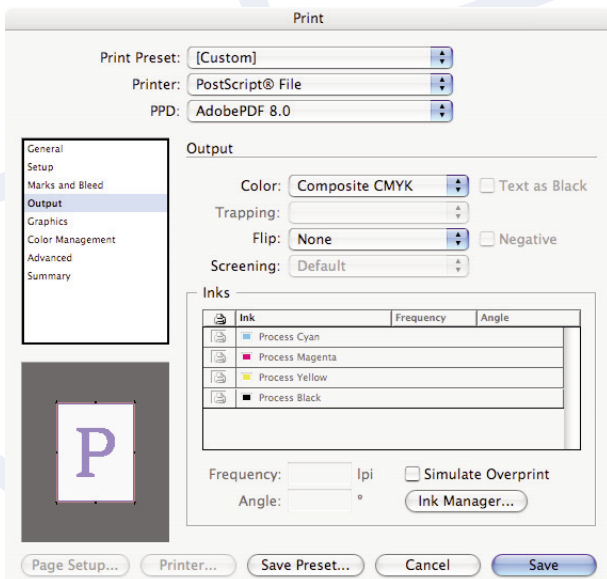 Print
Print Preset: [Custom]
Printer: PostScript® File
PPD: AdobePDF 8.0
General
Setup
Marks and Bleed
Output
Graphics
Color Management
Advanced
Summary
P
Output
Color: Composite CMYK Text as Black
Trapping:
Flip: None Negative
Screening: Default
Inks
Ink Frequency Angle
Process Cyan
Process Magenta
Process Yellow
Process Black
Frequency: lpi Simulate Overprint
Angle: ° Ink Manager...
Page Setup... Printer... Save Preset... Cancel Save